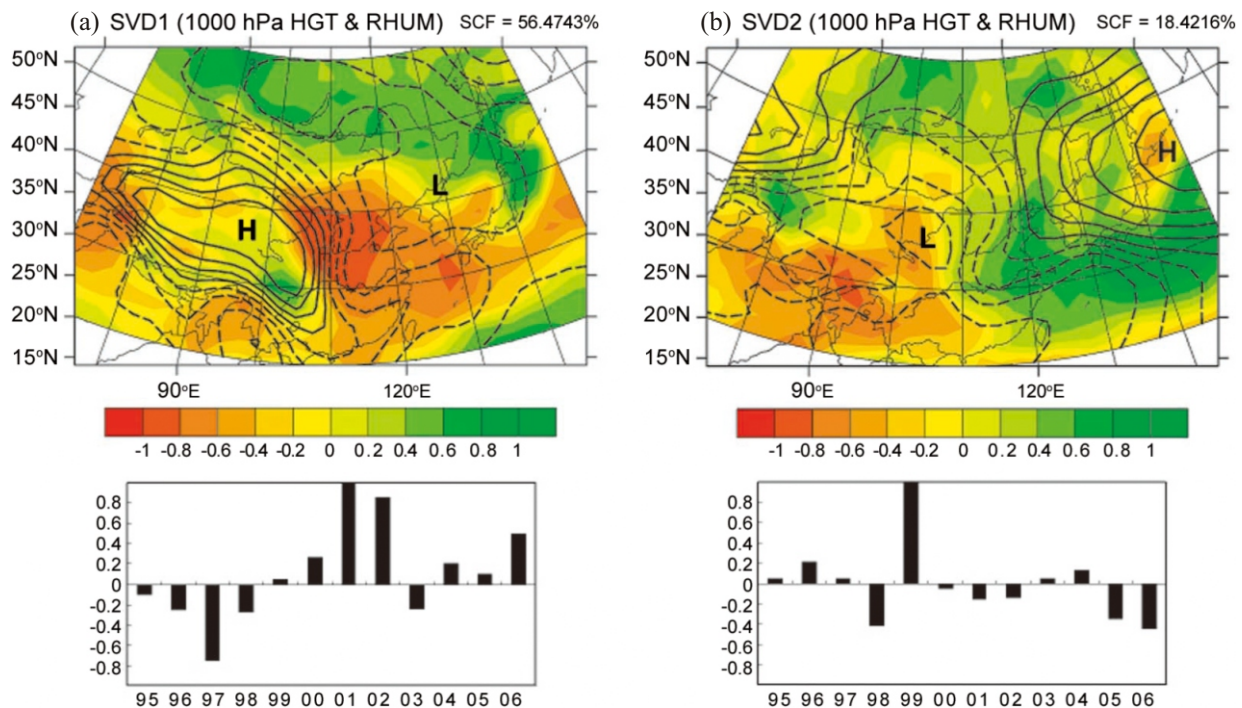 (a) SVD1 (1000 hPa HGT & RHUM) SCF = 56.4743%
50°N
45°N
40°N
35°N
30°N
25°N
20°N
15°N
H
L
90°E 120°E
-1 -0.8 -0.6 -0.4 -0.2 0 0.2 0.4 0.6 0.8 1
0.8
0.6
0.4
0.2
0
-0.2
-0.4
-0.6
-0.8
95 96 97 98 99 00 01 02 03 04 05 06
(b) SVD2 (1000 hPa HGT & RHUM) SCF = 18.4216%
50°N
45°N
40°N
35°N
30°N
25°N
20°N
15°N
H
L
90°E 120°E
-1 -0.8 -0.6 -0.4 -0.2 0 0.2 0.4 0.6 0.8 1
0.8
0.6
0.4
0.2
0
-0.2
-0.4
-0.6
-0.8
95 96 97 98 99 00 01 02 03 04 05 06